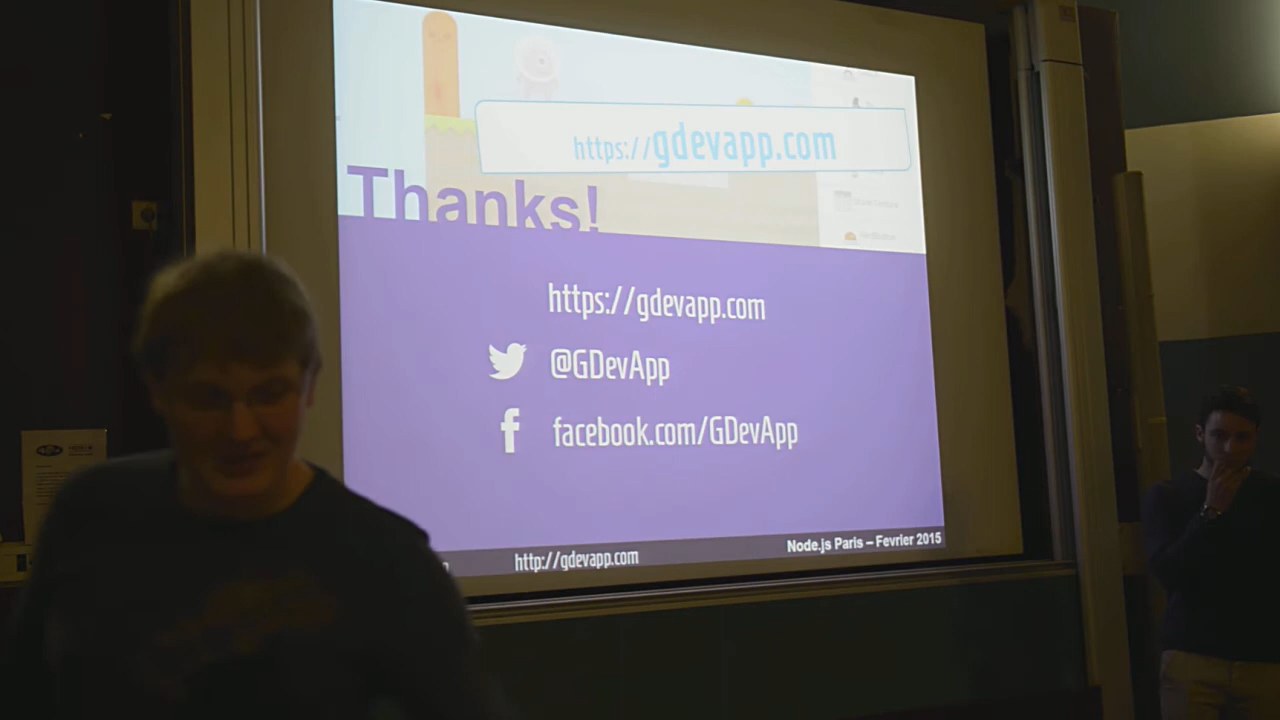 https://gdevapp.com
Thanks!
https://gdevapp.com
@GDevApp
facebook.com/GDevApp
http://gdevapp.com
Node.js Paris – Fevrier 2015